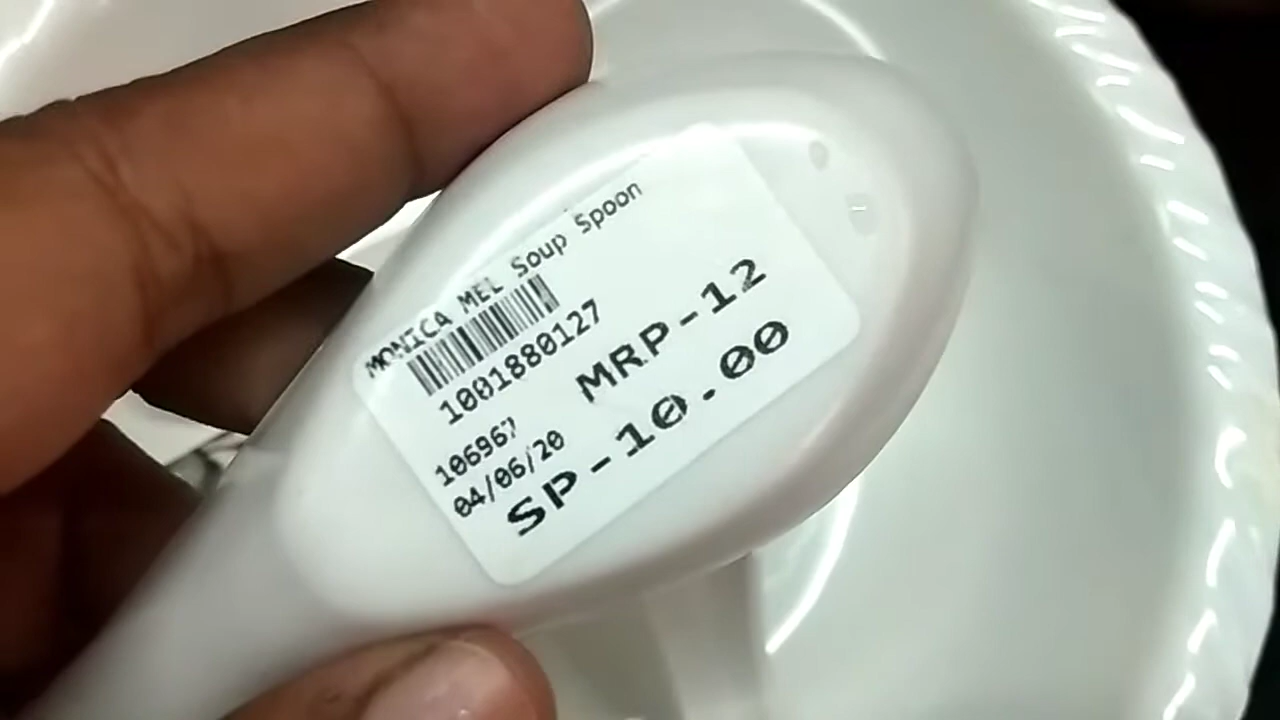 MONICA MEL Soup Spoon
1001880127
106967 MRP-12
04/06/20
SP-10.00